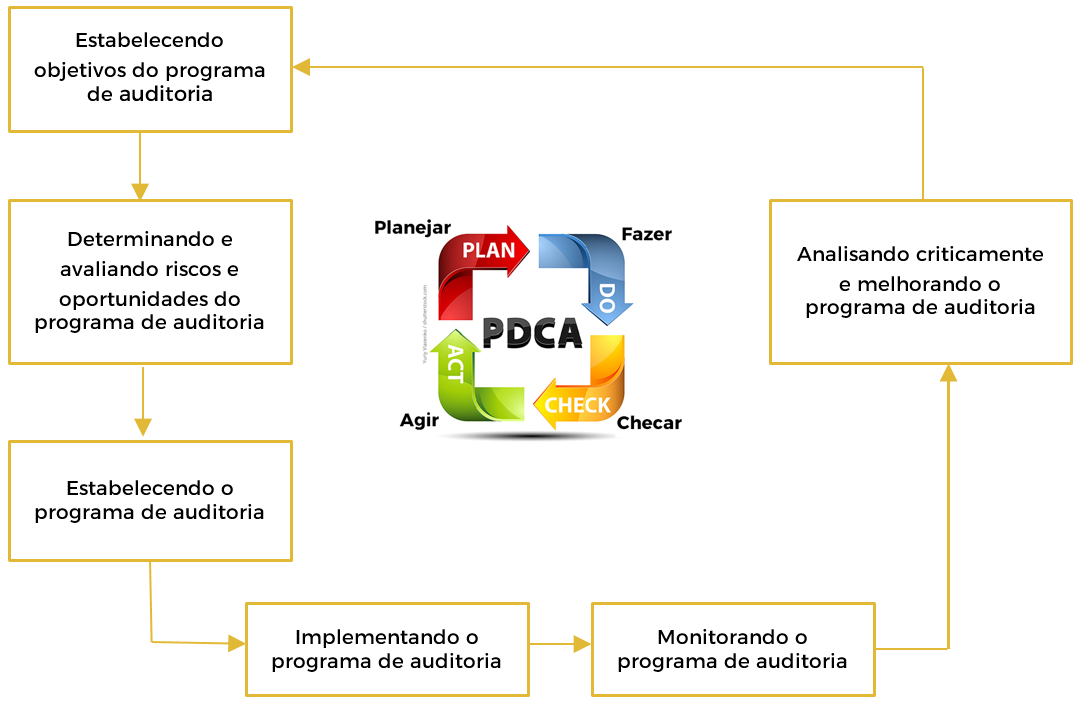 Estabelecendo
objetivos do programa
de auditoria
Determinando e
avaliando riscos e
oportunidades do
programa de auditoria
Estabelecendo o
programa de auditoria
Implementando o
programa de auditoria
Monitorando o
programa de auditoria
Analisando criticamente
e melhorando o
programa de auditoria
Planejar
PLAN
Fazer
DO
PDCA
ACT
CHECK
Agir
Checar